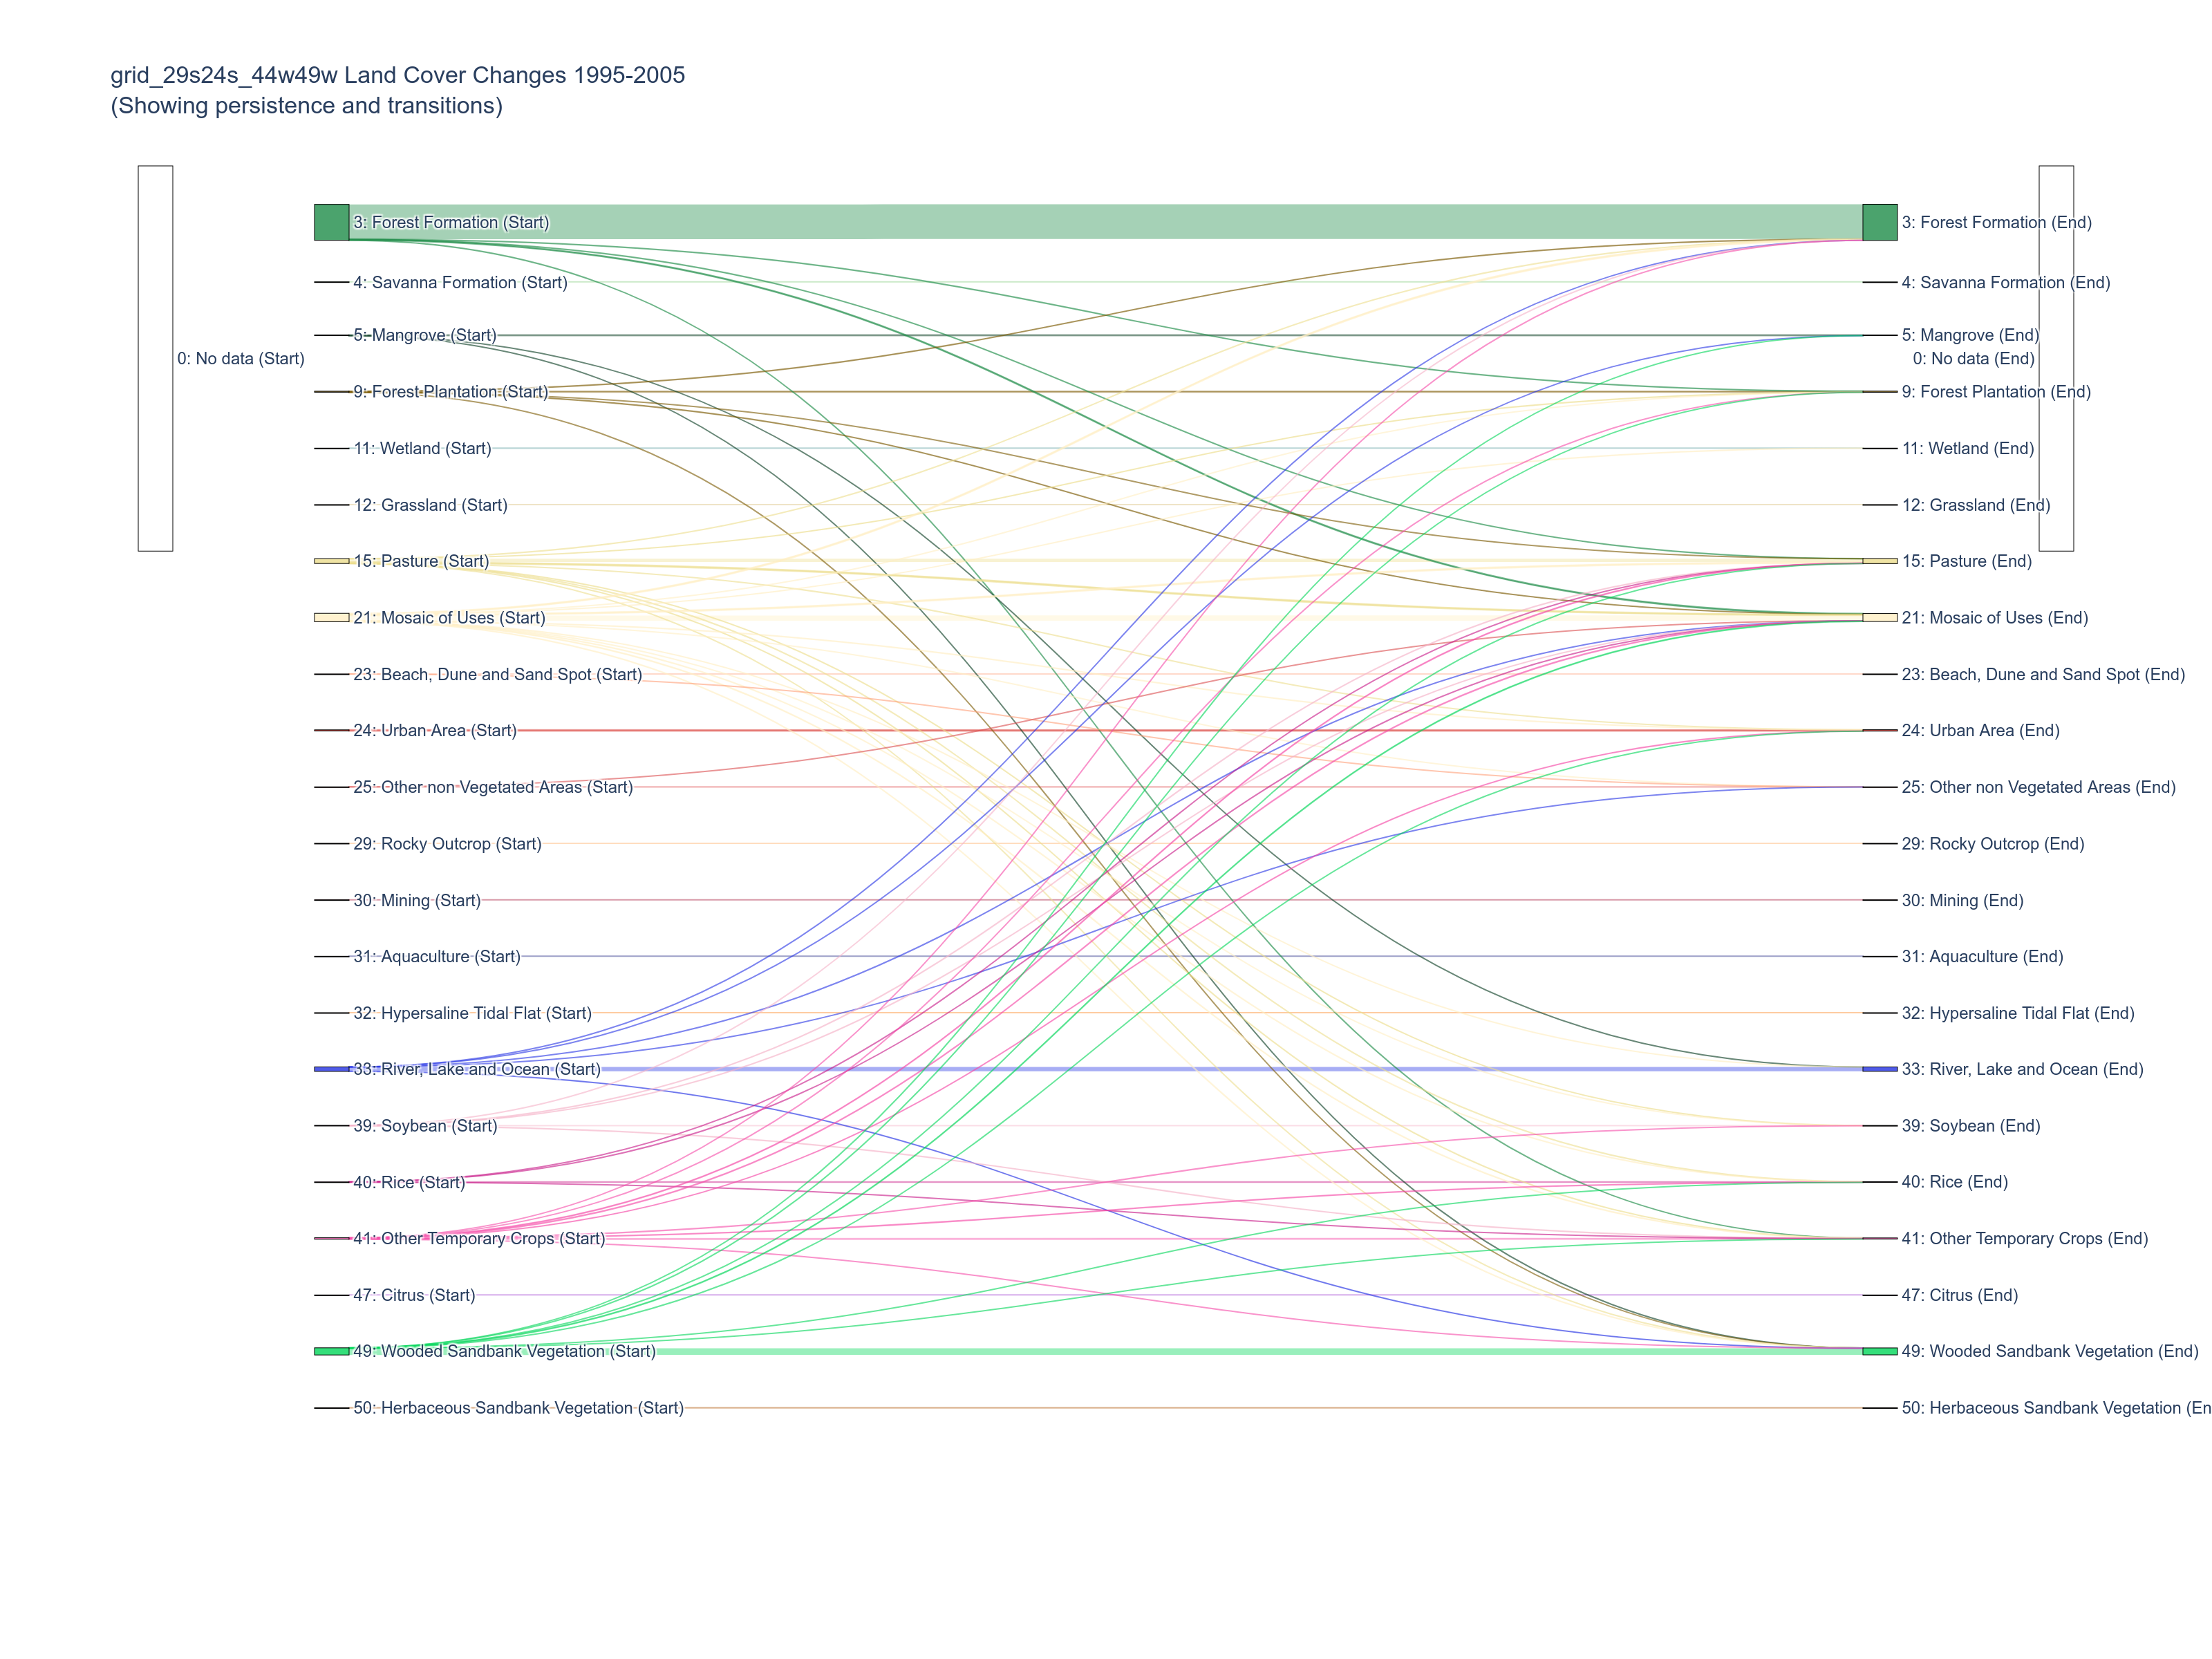 grid_29s24s_44w49w Land Cover Changes 1995-2005
(Showing persistence and transitions)
0: No data (Start)
3: Forest Formation (Start)
4: Savanna Formation (Start)
5: Mangrove (Start)
9: Forest Plantation (Start)
11: Wetland (Start)
12: Grassland (Start)
15: Pasture (Start)
21: Mosaic of Uses (Start)
23: Beach, Dune and Sand Spot (Start)
24: Urban Area (Start)
25: Other non Vegetated Areas (Start)
29: Rocky Outcrop (Start)
30: Mining (Start)
31: Aquaculture (Start)
32: Hypersaline Tidal Flat (Start)
33: River, Lake and Ocean (Start)
39: Soybean (Start)
40: Rice (Start)
41: Other Temporary Crops (Start)
47: Citrus (Start)
49: Wooded Sandbank Vegetation (Start)
50: Herbaceous Sandbank Vegetation (Start)
3: Forest Formation (End)
4: Savanna Formation (End)
5: Mangrove (End)
0: No data (End)
9: Forest Plantation (End)
11: Wetland (End)
12: Grassland (End)
15: Pasture (End)
21: Mosaic of Uses (End)
23: Beach, Dune and Sand Spot (End)
24: Urban Area (End)
25: Other non Vegetated Areas (End)
29: Rocky Outcrop (End)
30: Mining (End)
31: Aquaculture (End)
32: Hypersaline Tidal Flat (End)
33: River, Lake and Ocean (End)
39: Soybean (End)
40: Rice (End)
41: Other Temporary Crops (End)
47: Citrus (End)
49: Wooded Sandbank Vegetation (End)
50: Herbaceous Sandbank Vegetation (En